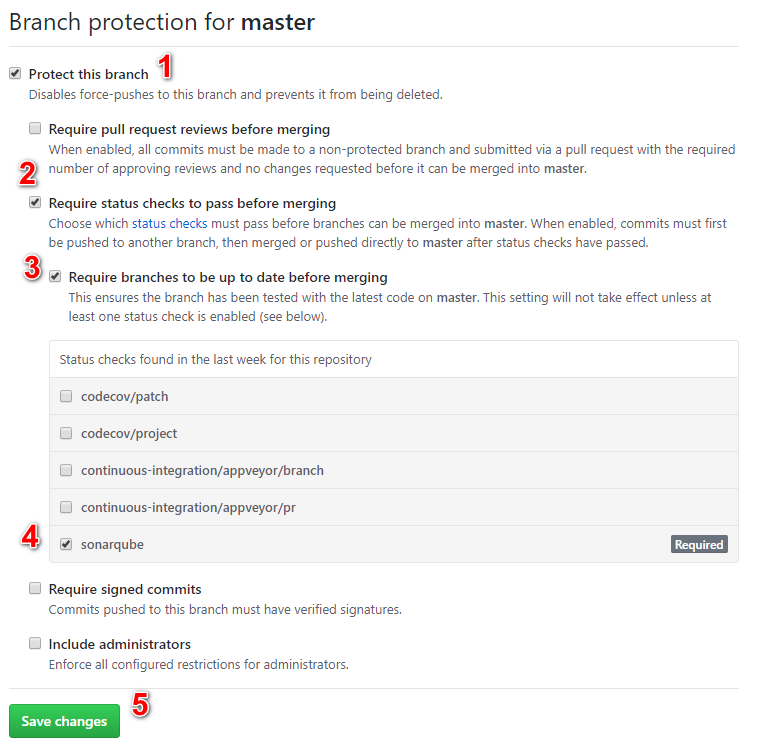 Branch protection for master
1
Protect this branch
Disables force-pushes to this branch and prevents it from being deleted.
Require pull request reviews before merging
When enabled, all commits must be made to a non-protected branch and submitted via a pull request with the required
number of approving reviews and no changes requested before it can be merged into master.
2
Require status checks to pass before merging
Choose which status checks must pass before branches can be merged into master. When enabled, commits must first
be pushed to another branch, then merged or pushed directly to master after status checks have passed.
3
Require branches to be up to date before merging
This ensures the branch has been tested with the latest code on master. This setting will not take effect unless at
least one status check is enabled (see below).
Status checks found in the last week for this repository
codecov/patch
codecov/project
continuous-integration/appveyor/branch
continuous-integration/appveyor/pr
4
sonarqube Required
Require signed commits
Commits pushed to this branch must have verified signatures.
Include administrators
Enforce all configured restrictions for administrators.
5
Save changes